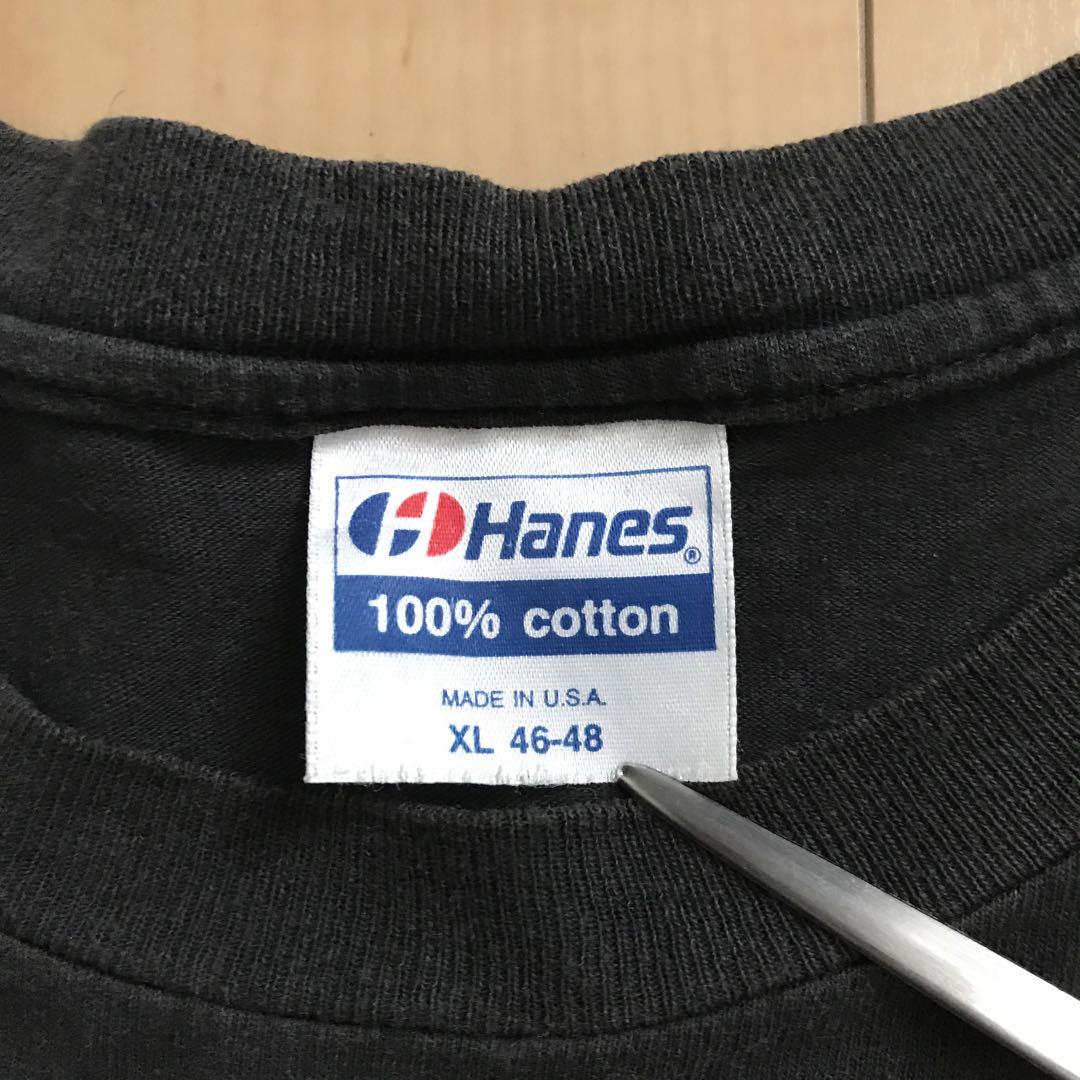 Hanes®
100% cotton
MADE IN U.S.A.
XL 46-48